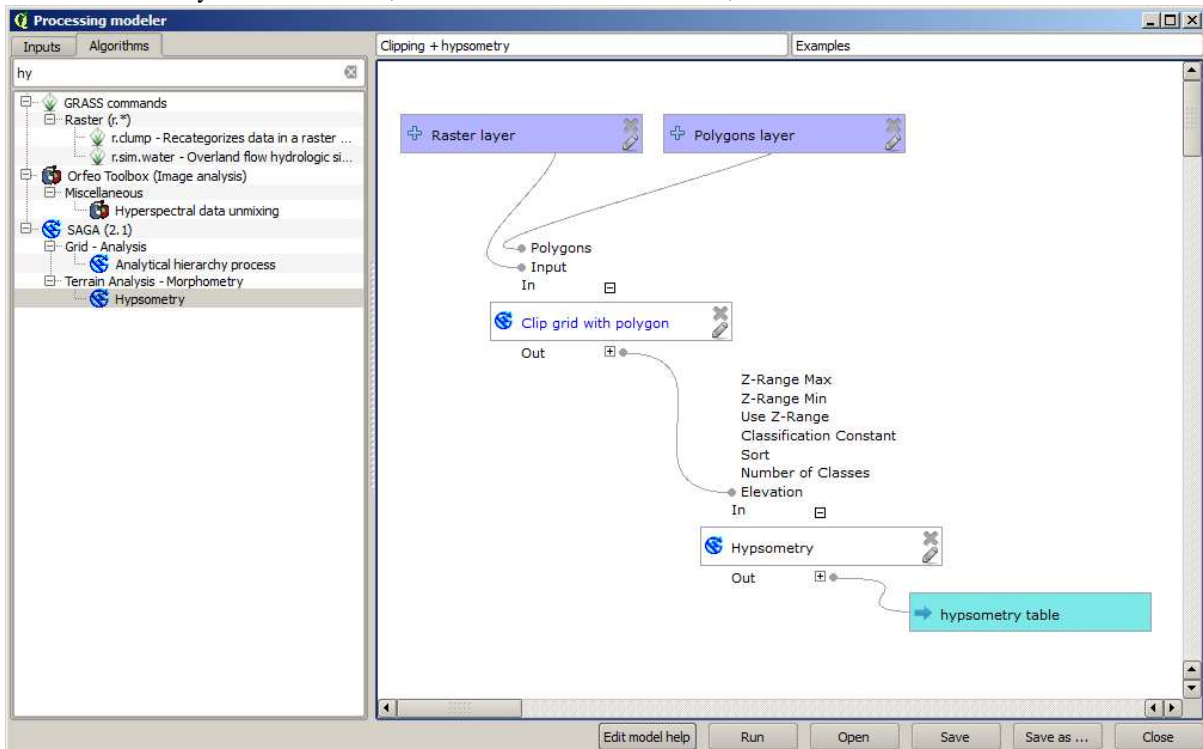 Processing modeler
Inputs Algorithms
Clipping + hypsometry
Examples
hy
GRASS commands
Raster (r.*)
r.clump - Recategorizes data in a raster ...
r.sim.water - Overland flow hydrologic si...
Orfeo Toolbox (Image analysis)
Miscellaneous
Hyperspectral data unmixing
SAGA (2.1)
Grid - Analysis
Analytical hierarchy process
Terrain Analysis - Morphometry
Hypsometry
Raster layer
Polygons layer
Polygons
Input
In
Clip grid with polygon
Out
Z-Range Max
Z-Range Min
Use Z-Range
Classification Constant
Sort
Number of Classes
Elevation
In
Hypsometry
Out
hypsometry table
Edit model help Run Open Save Save as ... Close